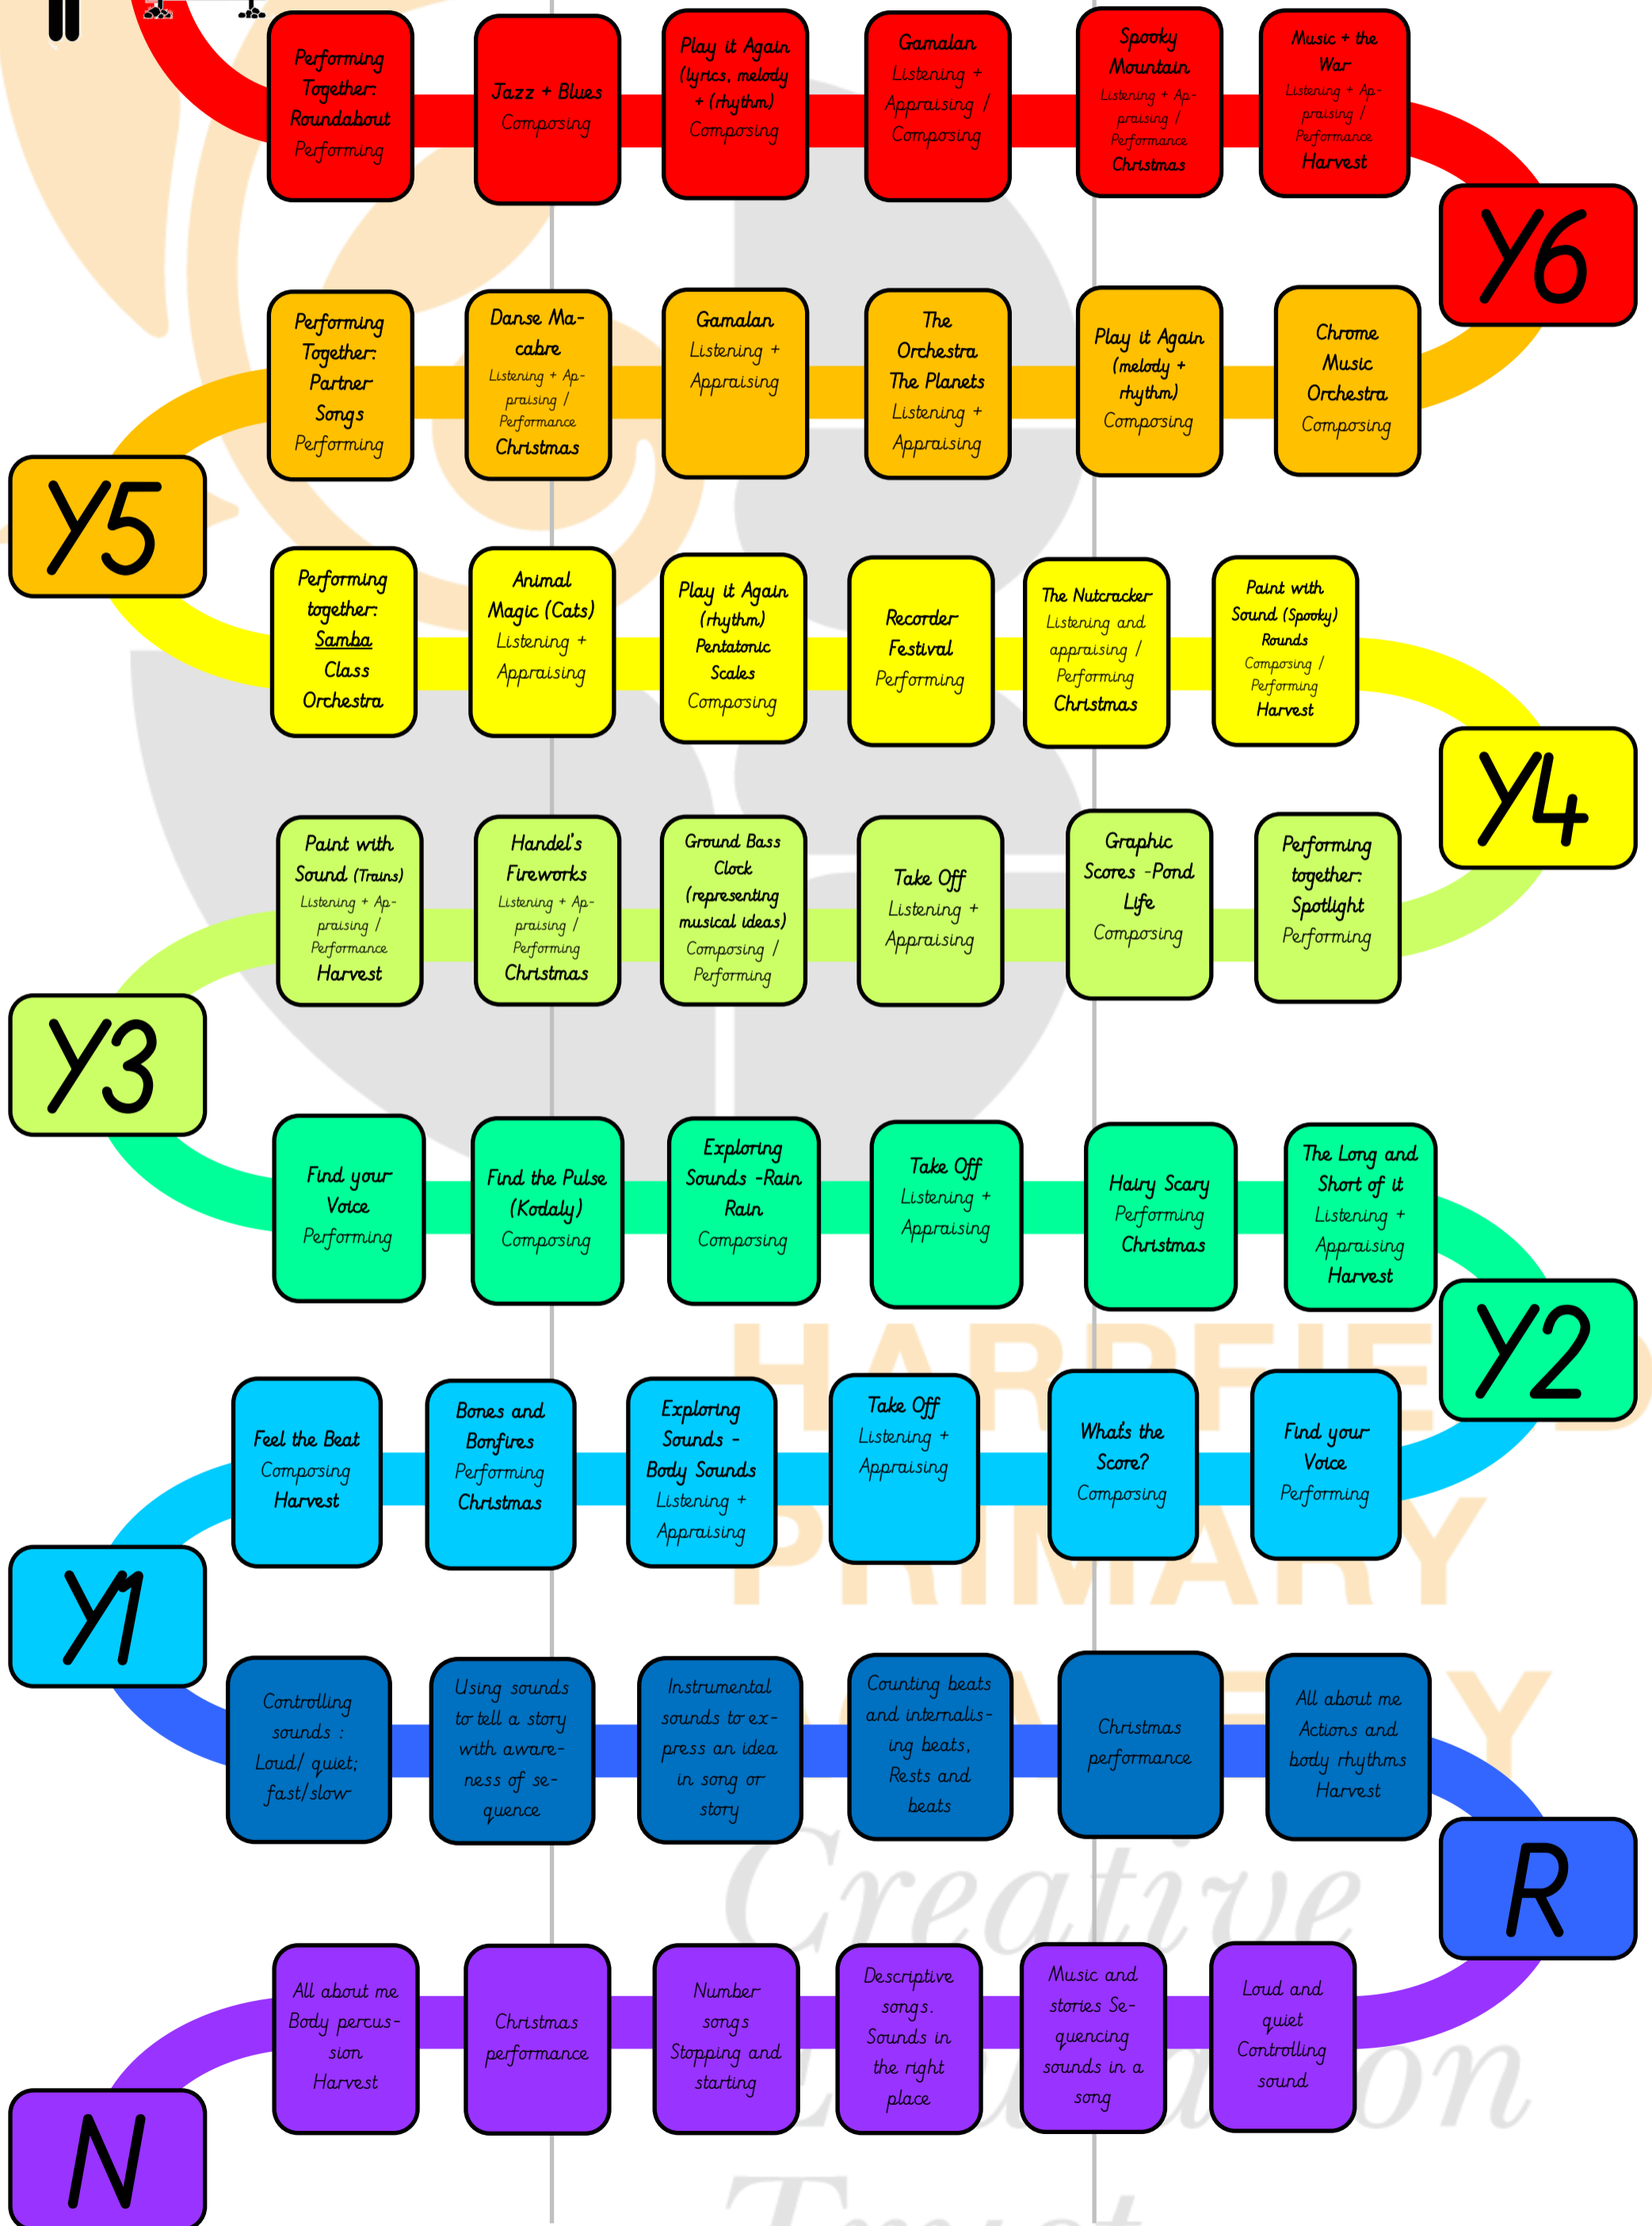 Performing
Together:
Roundabout
Performing
Jazz + Blues
Composing
Play it Again
(lyrics, melody
+ (rhythm)
Composing
Gamalan
Listening +
Appraising /
Composing
Spooky
Mountain
Listening + Ap-
praising /
Performance
Christmas
Music + the
War
Listening + Ap-
praising /
Performance
Harvest
Y6
Performing
Together:
Partner
Songs
Performing
Danse Ma-
cabre
Listening + Ap-
praising /
Performance
Christmas
Gamalan
Listening +
Appraising
The
Orchestra
The Planets
Listening +
Appraising
Play it Again
(melody +
rhythm)
Composing
Chrome
Music
Orchestra
Composing
Y5
Performing
together:
Samba
Class
Orchestra
Animal
Magic (Cats)
Listening +
Appraising
Play it Again
(rhythm)
Pentatonic
Scales
Composing
Recorder
Festival
Performing
The Nutcracker
Listening and
appraising /
Performing
Christmas
Paint with
Sound (Spooky)
Rounds
Composing /
Performing
Harvest
Y4
Paint with
Sound (Trains)
Listening + Ap-
praising /
Performance
Harvest
Handel's
Fireworks
Listening + Ap-
praising /
Performing
Christmas
Ground Bass
Clock
(representing
musical ideas)
Composing /
Performing
Take Off
Listening +
Appraising
Graphic
Scores -Pond
Life
Composing
Performing
together:
Spotlight
Performing
Y3
Find your
Voice
Performing
Find the Pulse
(Kodaly)
Composing
Exploring
Sounds -Rain
Rain
Composing
Take Off
Listening +
Appraising
Hairy Scary
Performing
Christmas
The Long and
Short of it
Listening +
Appraising
Harvest
Y2
Feel the Beat
Composing
Harvest
Bones and
Bonfires
Performing
Christmas
Exploring
Sounds -
Body Sounds
Listening +
Appraising
Take Off
Listening +
Appraising
What's the
Score?
Composing
Find your
Voice
Performing
PRIMARY
Y1
Controlling
sounds :
Loud/ quiet;
fast/slow
Using sounds
to tell a story
with aware-
ness of se-
quence
Instrumental
sounds to ex-
press an idea
in song or
story
Counting beats
and internalis-
ing beats,
Rests and
beats
Christmas
performance
All about me
Actions and
body rhythms
Harvest
R
Creative
All about me
Body percus-
sion
Harvest
Christmas
performance
Number
songs
Stopping and
starting
Descriptive
songs.
Sounds in
the right
place
Music and
stories Se-
quencing
sounds in a
song
Loud and
quiet
Controlling
sound
N
Trust